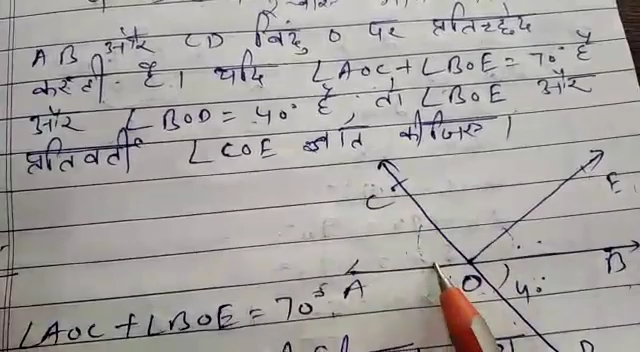 AB और CD बिंदु O पर प्रतिच्छेद
करती है। यदि ∠AOC + ∠BOE = 70° है
और ∠BOD = 40° है तो ∠BOE और
प्रतिवर्ती ∠COE ज्ञात कीजिए।
C
E
A
O
B
40
D
∠AOC + ∠BOE = 70°